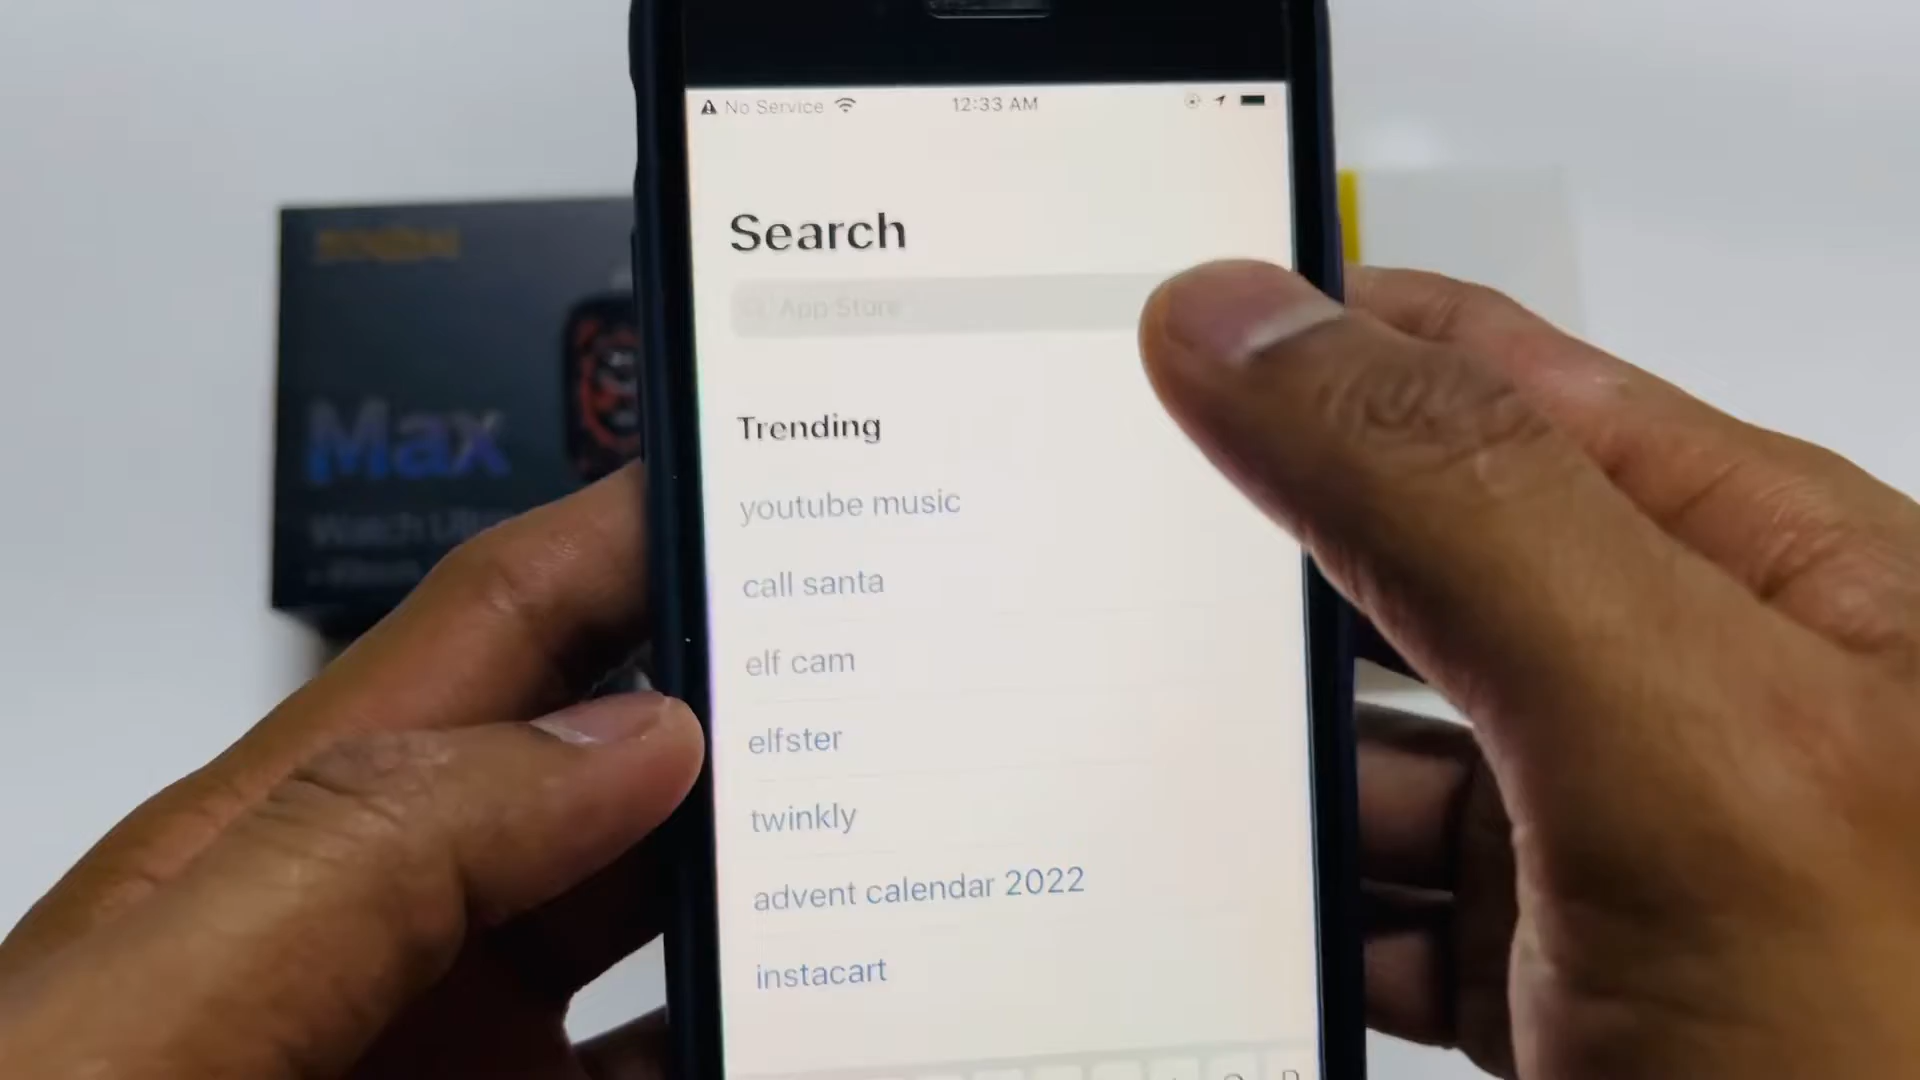 No Service
12:33 AM
Search
App Store
Trending
youtube music
call santa
elf cam
elfster
twinkly
advent calendar 2022
instacart
Max
Watch